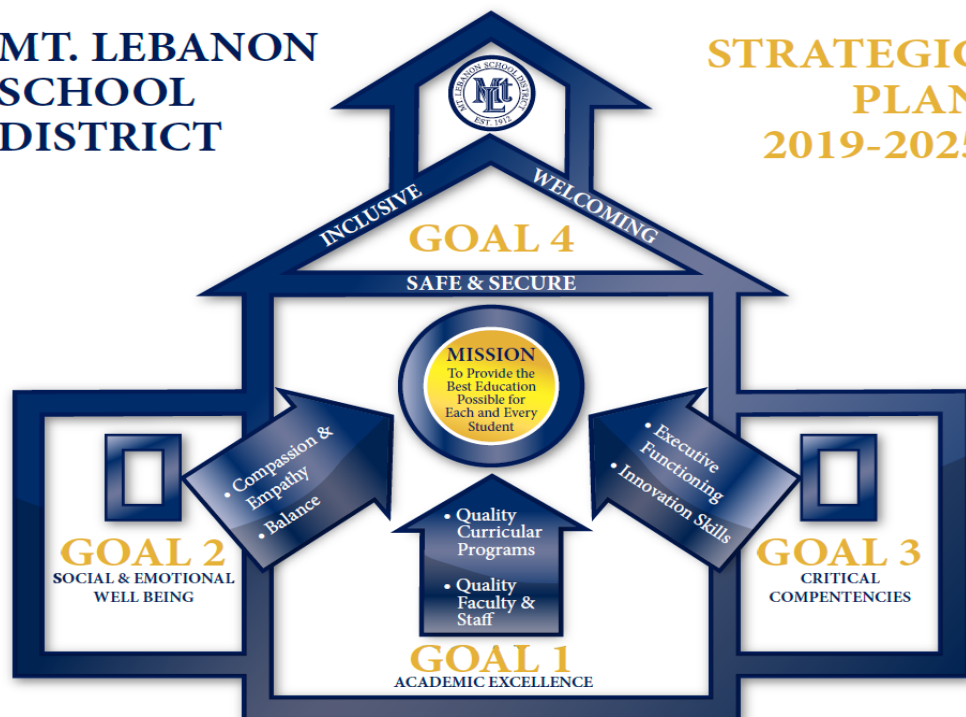 MT. LEBANON
SCHOOL
DISTRICT
STRATEGIC
PLAN
2019-2025
MT. LEBANON SCHOOL DISTRICT
MtL
EST. 1912
INCLUSIVE
WELCOMING
GOAL 4
SAFE & SECURE
MISSION
To Provide the
Best Education
Possible for
Each and Every
Student
• Compassion &
Empathy
• Balance
• Executive
Functioning
• Innovation Skills
• Quality
Curricular
Programs
• Quality
Faculty &
Staff
GOAL 2
SOCIAL & EMOTIONAL
WELL BEING
GOAL 3
CRITICAL
COMPENTENCIES
GOAL 1
ACADEMIC EXCELLENCE